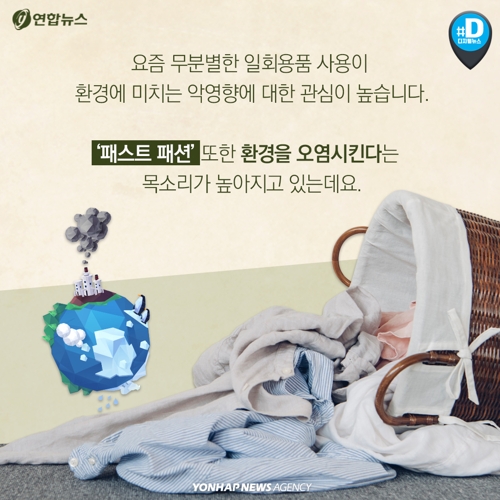 연합뉴스
#D
디지털뉴스
요즘 무분별한 일회용품 사용이
환경에 미치는 악영향에 대한 관심이 높습니다.
'패스트 패션' 또한 환경을 오염시킨다는
목소리가 높아지고 있는데요.
YONHAP NEWS AGENCY